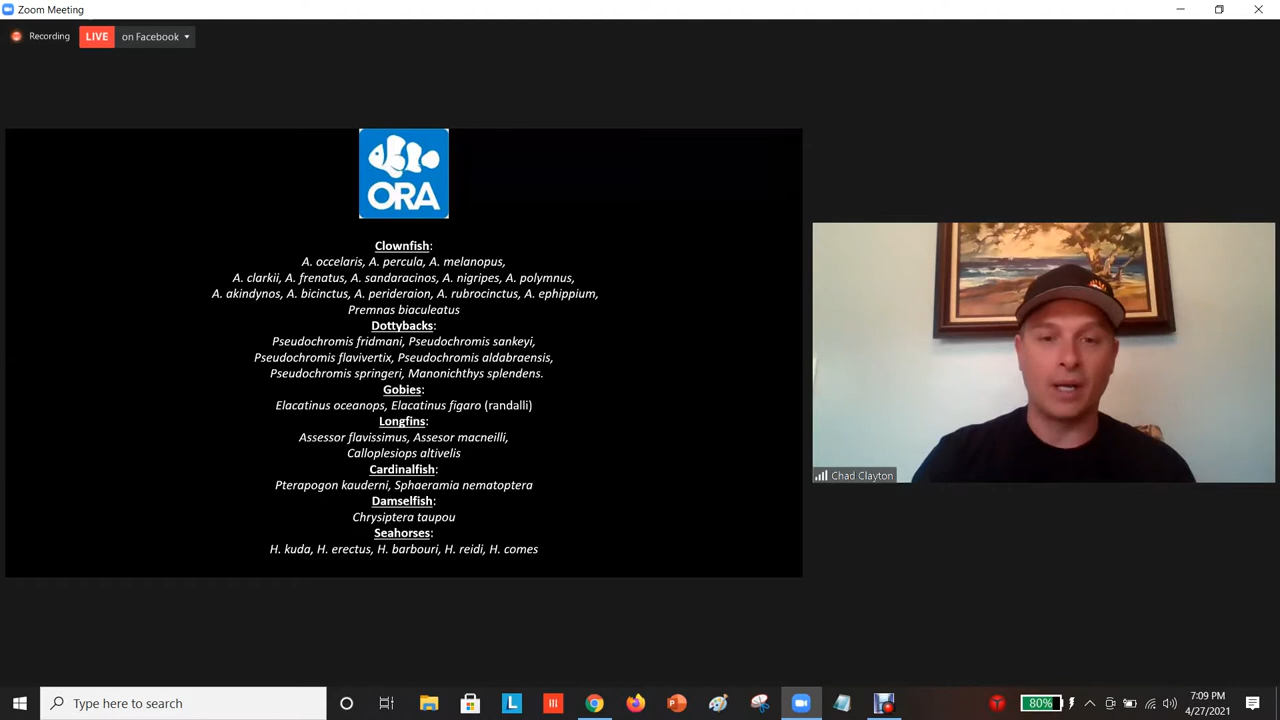 Zoom Meeting
Recording LIVE on Facebook
ORA
Clownfish:
A. occelaris, A. percula, A. melanopus,
A. clarkii, A. frenatus, A. sandaracinos, A. nigripes, A. polymnus,
A. akindynos, A. bicinctus, A. perideraion, A. rubrocinctus, A. ephippium,
Premnas biaculeatus
Dottybacks:
Pseudochromis fridmani, Pseudochromis sankeyi,
Pseudochromis flavivertix, Pseudochromis aldabraensis,
Pseudochromis springeri, Manonichthys splendens.
Gobies:
Elacatinus oceanops, Elacatinus figaro (randalli)
Longfins:
Assessor flavissimus, Assesor macneilli,
Calloplesiops altivelis
Cardinalfish:
Pterapogon kauderni, Sphaeramia nematoptera
Damselfish:
Chrysiptera taupou
Seahorses:
H. kuda, H. erectus, H. barbouri, H. reidi, H. comes
Chad Clayton
Type here to search
L
80%
7:09 PM
4/27/2021